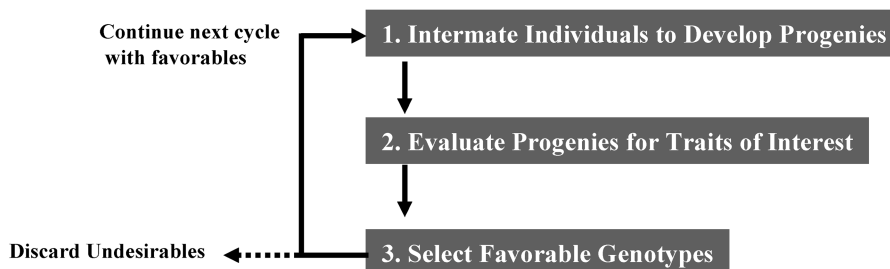 Continue next cycle
with favorables
1. Intermate Individuals to Develop Progenies
2. Evaluate Progenies for Traits of Interest
3. Select Favorable Genotypes
Discard Undesirables